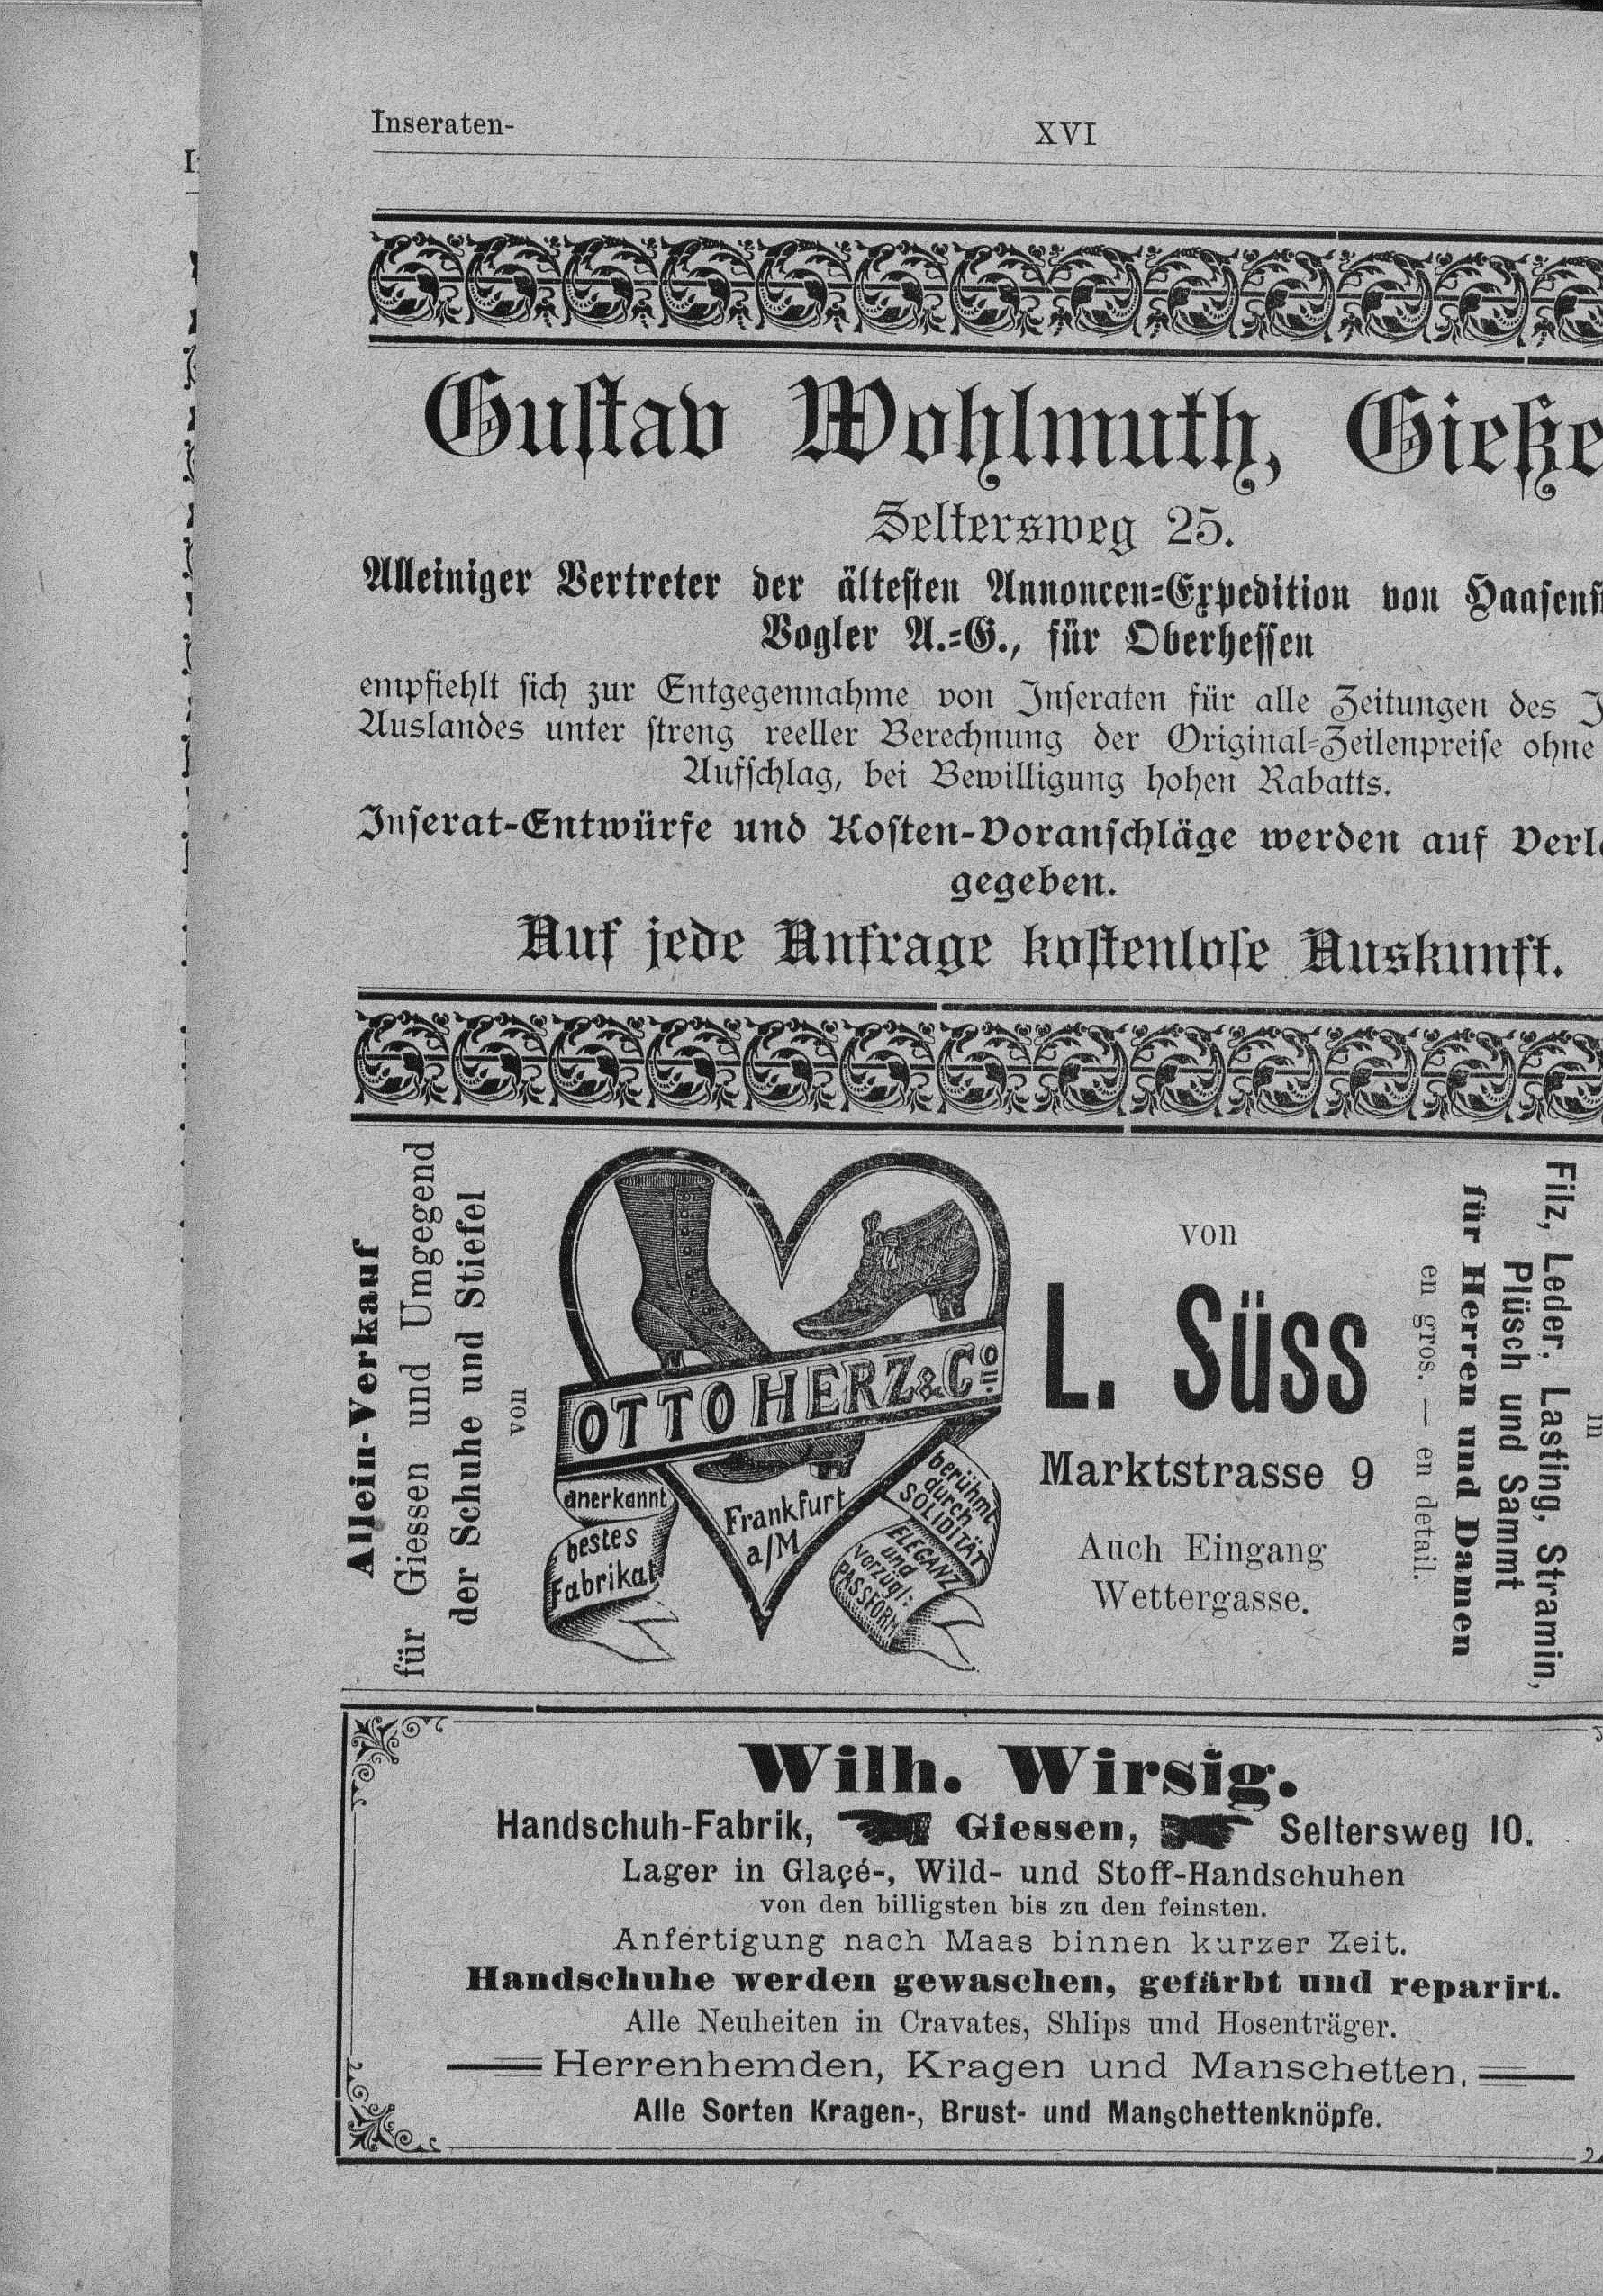 Inseraten-
XVI
Gustav Wohlmuth, Gieße
Seltersweg 25.
Alleiniger Vertreter der ältesten Annoncen-Expedition von Haasenst
Vogler A.-G., für Oberhessen
empfiehlt sich zur Entgegennahme von Inseraten für alle Zeitungen des I
Auslandes unter streng reeller Berechnung der Original-Zeilenpreise ohne
Aufschlag, bei Bewilligung hohen Rabatts.
Inserat-Entwürfe und Kosten-Voranschläge werden auf Verla
gegeben.
Auf jede Anfrage kostenlose Auskunft.
Allein-Verkauf
für Giessen und Umgegend
der Schuhe und Stiefel
von
OTTO HERZ & Co.
anerkannt
bestes
Fabrikat
Frankfurt
a/M
berühmt
durch
SOLIDITÄT
ELEGANZ
und
vorzügl:
PASSFORM
von
L. Süss
Marktstrasse 9
Auch Eingang
Wettergasse.
in
Filz, Leder, Lasting, Stramin,
Plüsch und Sammt
für Herren und Damen
en gros. — en detail.
Wilh. Wirsig.
Handschuh-Fabrik, Giessen, Seltersweg 10.
Lager in Glaçé-, Wild- und Stoff-Handschuhen
von den billigsten bis zu den feinsten.
Anfertigung nach Maas binnen kurzer Zeit.
Handschuhe werden gewaschen, gefärbt und reparirt.
Alle Neuheiten in Cravates, Shlips und Hosenträger.
Herrenhemden, Kragen und Manschetten.
Alle Sorten Kragen-, Brust- und Manschettenknöpfe.